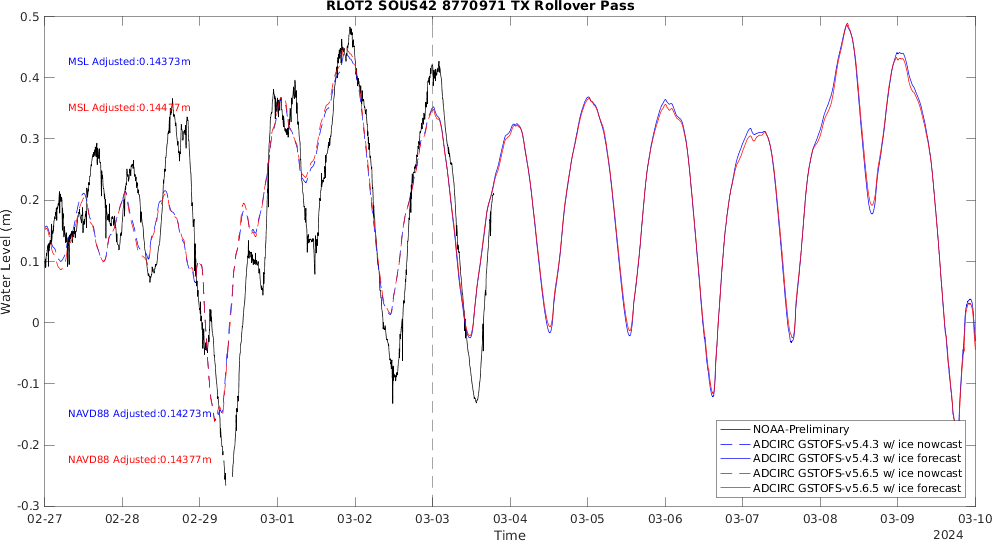 RLOT2 SOUS42 8770971 TX Rollover Pass
0.5
0.4
0.3
0.2
0.1
0
-0.1
-0.2
-0.3
Water Level (m)
MSL Adjusted:0.14373m
MSL Adjusted:0.14477m
NAVD88 Adjusted:0.14273m
NAVD88 Adjusted:0.14377m
NOAA-Preliminary
ADCIRC GSTOFS-v5.4.3 w/ ice nowcast
ADCIRC GSTOFS-v5.4.3 w/ ice forecast
ADCIRC GSTOFS-v5.6.5 w/ ice nowcast
ADCIRC GSTOFS-v5.6.5 w/ ice forecast
02-27 02-28 02-29 03-01 03-02 03-03 03-04 03-05 03-06 03-07 03-08 03-09 03-10
Time
2024